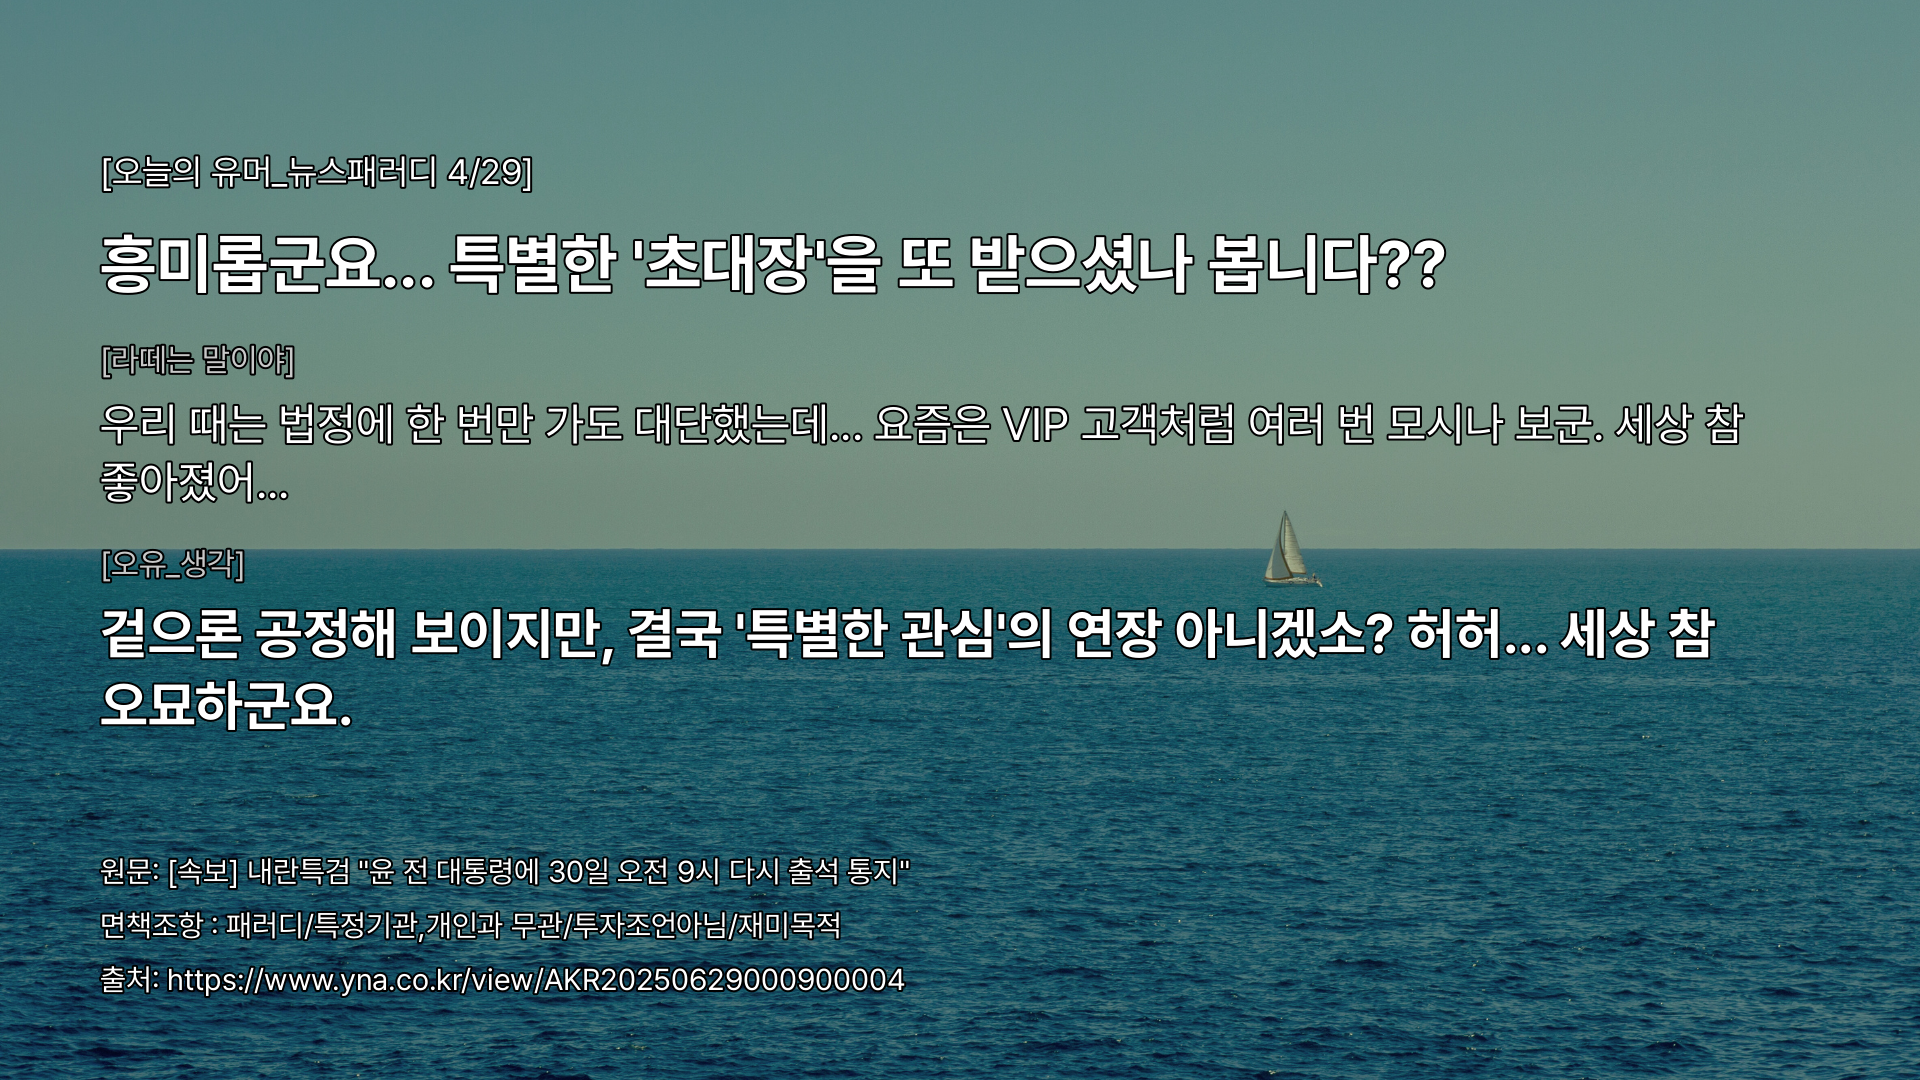 [오늘의 유머_뉴스패러디 4/29]
흥미롭군요... 특별한 '초대장'을 또 받으셨나 봅니다??
[라떼는 말이야]
우리 때는 법정에 한 번만 가도 대단했는데... 요즘은 VIP 고객처럼 여러 번 모시나 보군. 세상 참
좋아졌어...
[오유_생각]
겉으론 공정해 보이지만, 결국 '특별한 관심'의 연장 아니겠소? 허허... 세상 참
오묘하군요.
원문: [속보] 내란특검 "윤 전 대통령에 30일 오전 9시 다시 출석 통지"
면책조항 : 패러디/특정기관,개인과 무관/투자조언아님/재미목적
출처: https://www.yna.co.kr/view/AKR20250629000900004